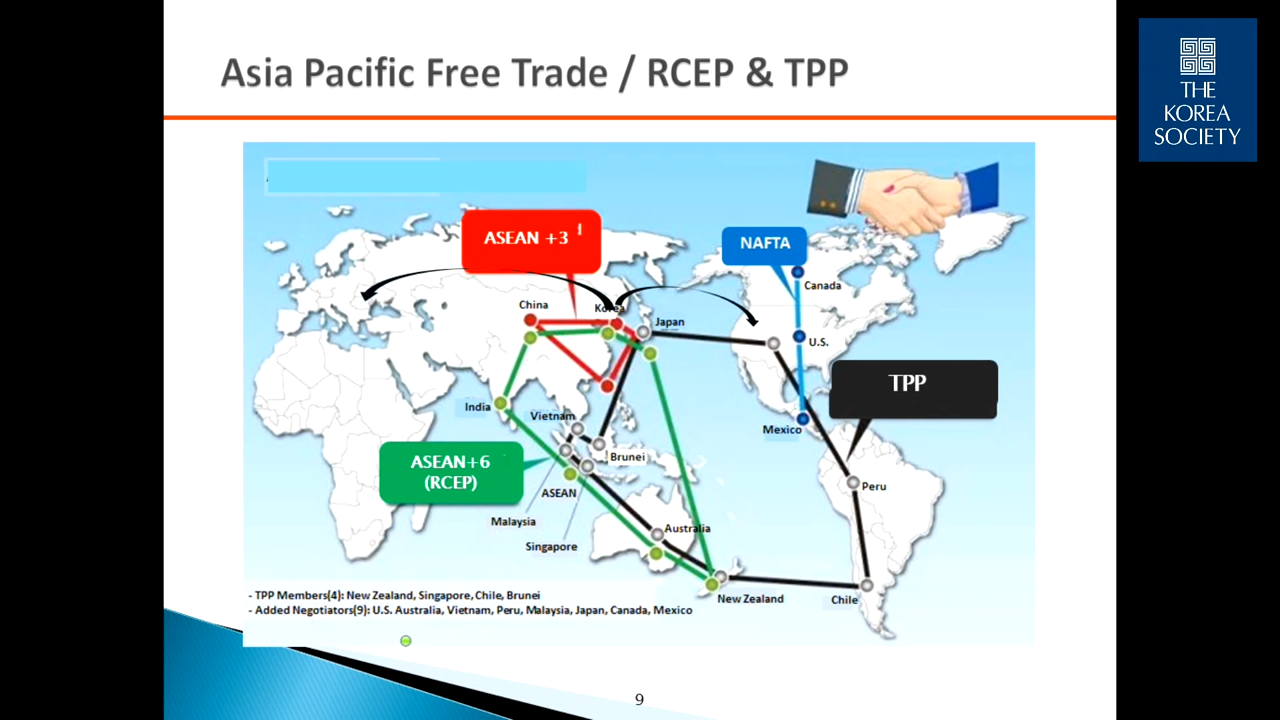 Asia Pacific Free Trade / RCEP & TPP
THE
KOREA
SOCIETY
ASEAN +3
NAFTA
Canada
China
Korea
Japan
U.S.
TPP
India
Vietnam
Mexico
ASEAN+6
(RCEP)
Brunei
Peru
ASEAN
Malaysia
Australia
Singapore
New Zealand
Chile
- TPP Members(4): New Zealand, Singapore, Chile, Brunei
- Added Negotiators(9): U.S. Australia, Vietnam, Peru, Malaysia, Japan, Canada, Mexico
9